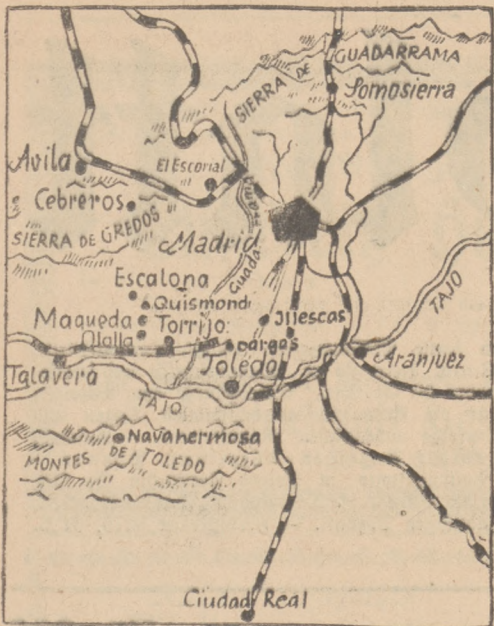 SIERRA DE
GUADARRAMA
Somosierra
Avila
El Escorial
Cebreros
SIERRA DE GREDOS
Madrid
Guadarrama
Escalona
Quismond
Maqueda
Torrijo:
Illescas
Olalla
Vargas
TAJO
Talavera
Toledo
Aranjuez
TAJO
Navahermosa
MONTES DE TOLEDO
Ciudad Real